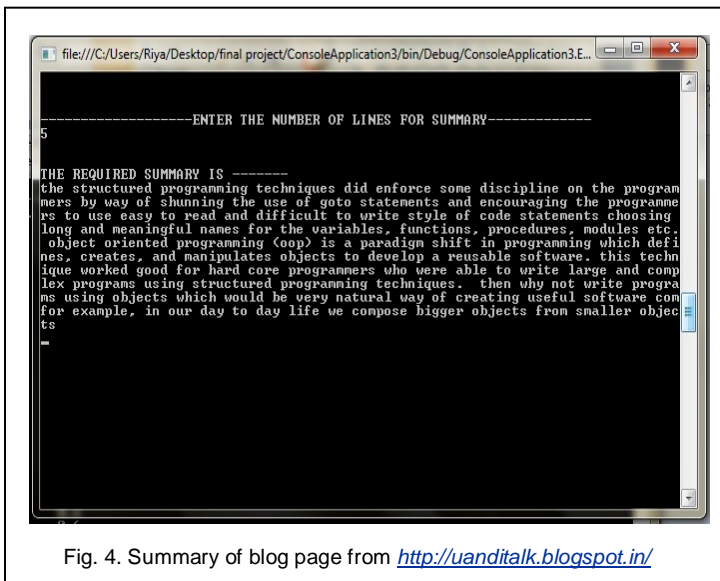 file:///C:/Users/Riya/Desktop/final project/ConsoleApplication3/bin/Debug/ConsoleApplication3.E...
-------------------ENTER THE NUMBER OF LINES FOR SUMMARY-------------
5
THE REQUIRED SUMMARY IS -------
the structured programming techniques did enforce some discipline on the program
mers by way of shunning the use of goto statements and encouraging the programme
rs to use easy to read and difficult to write style of code statements choosing
long and meaningful names for the variables, functions, procedures, modules etc.
object oriented programming (oop) is a paradigm shift in programming which defi
nes, creates, and manipulates objects to develop a reusable software. this techn
ique worked good for hard core programmers who were able to write large and comp
lex programs using structured programming techniques.  then why not write progra
ms using objects which would be very natural way of creating useful software com
for example, in our day to day life we compose bigger objects from smaller objec
ts
Fig. 4. Summary of blog page from http://uanditalk.blogspot.in/